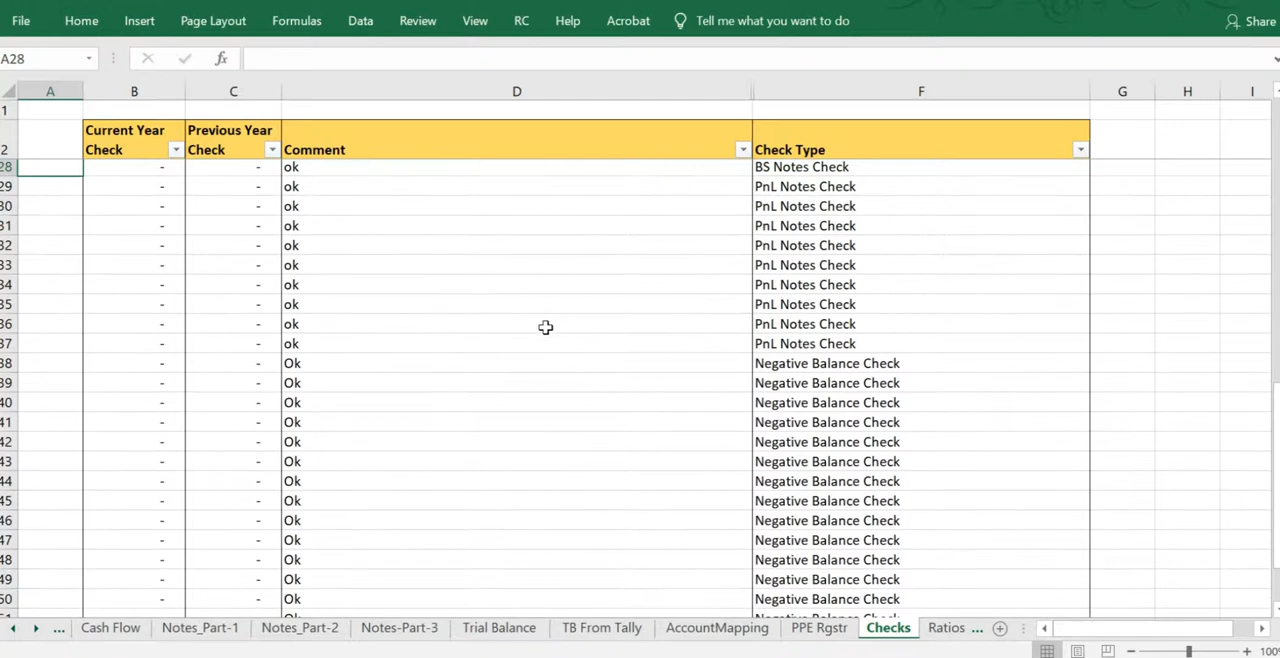 File Home Insert Page Layout Formulas Data Review View RC Help Acrobat Tell me what you want to do Share
A28 fx
A B C D F G H I
1
2 Current Year Check Previous Year Check Comment Check Type
28 - - ok BS Notes Check
29 - - ok PnL Notes Check
30 - - ok PnL Notes Check
31 - - ok PnL Notes Check
32 - - ok PnL Notes Check
33 - - ok PnL Notes Check
34 - - ok PnL Notes Check
35 - - ok PnL Notes Check
36 - - ok PnL Notes Check
37 - - ok PnL Notes Check
38 - - Ok Negative Balance Check
39 - - Ok Negative Balance Check
40 - - Ok Negative Balance Check
41 - - Ok Negative Balance Check
42 - - Ok Negative Balance Check
43 - - Ok Negative Balance Check
44 - - Ok Negative Balance Check
45 - - Ok Negative Balance Check
46 - - Ok Negative Balance Check
47 - - Ok Negative Balance Check
48 - - Ok Negative Balance Check
49 - - Ok Negative Balance Check
50 - - Ok Negative Balance Check
51 - - Ok Negative Balance Check
... Cash Flow Notes_Part-1 Notes_Part-2 Notes-Part-3 Trial Balance TB From Tally AccountMapping PPE Rgstr Checks Ratios ...
100%